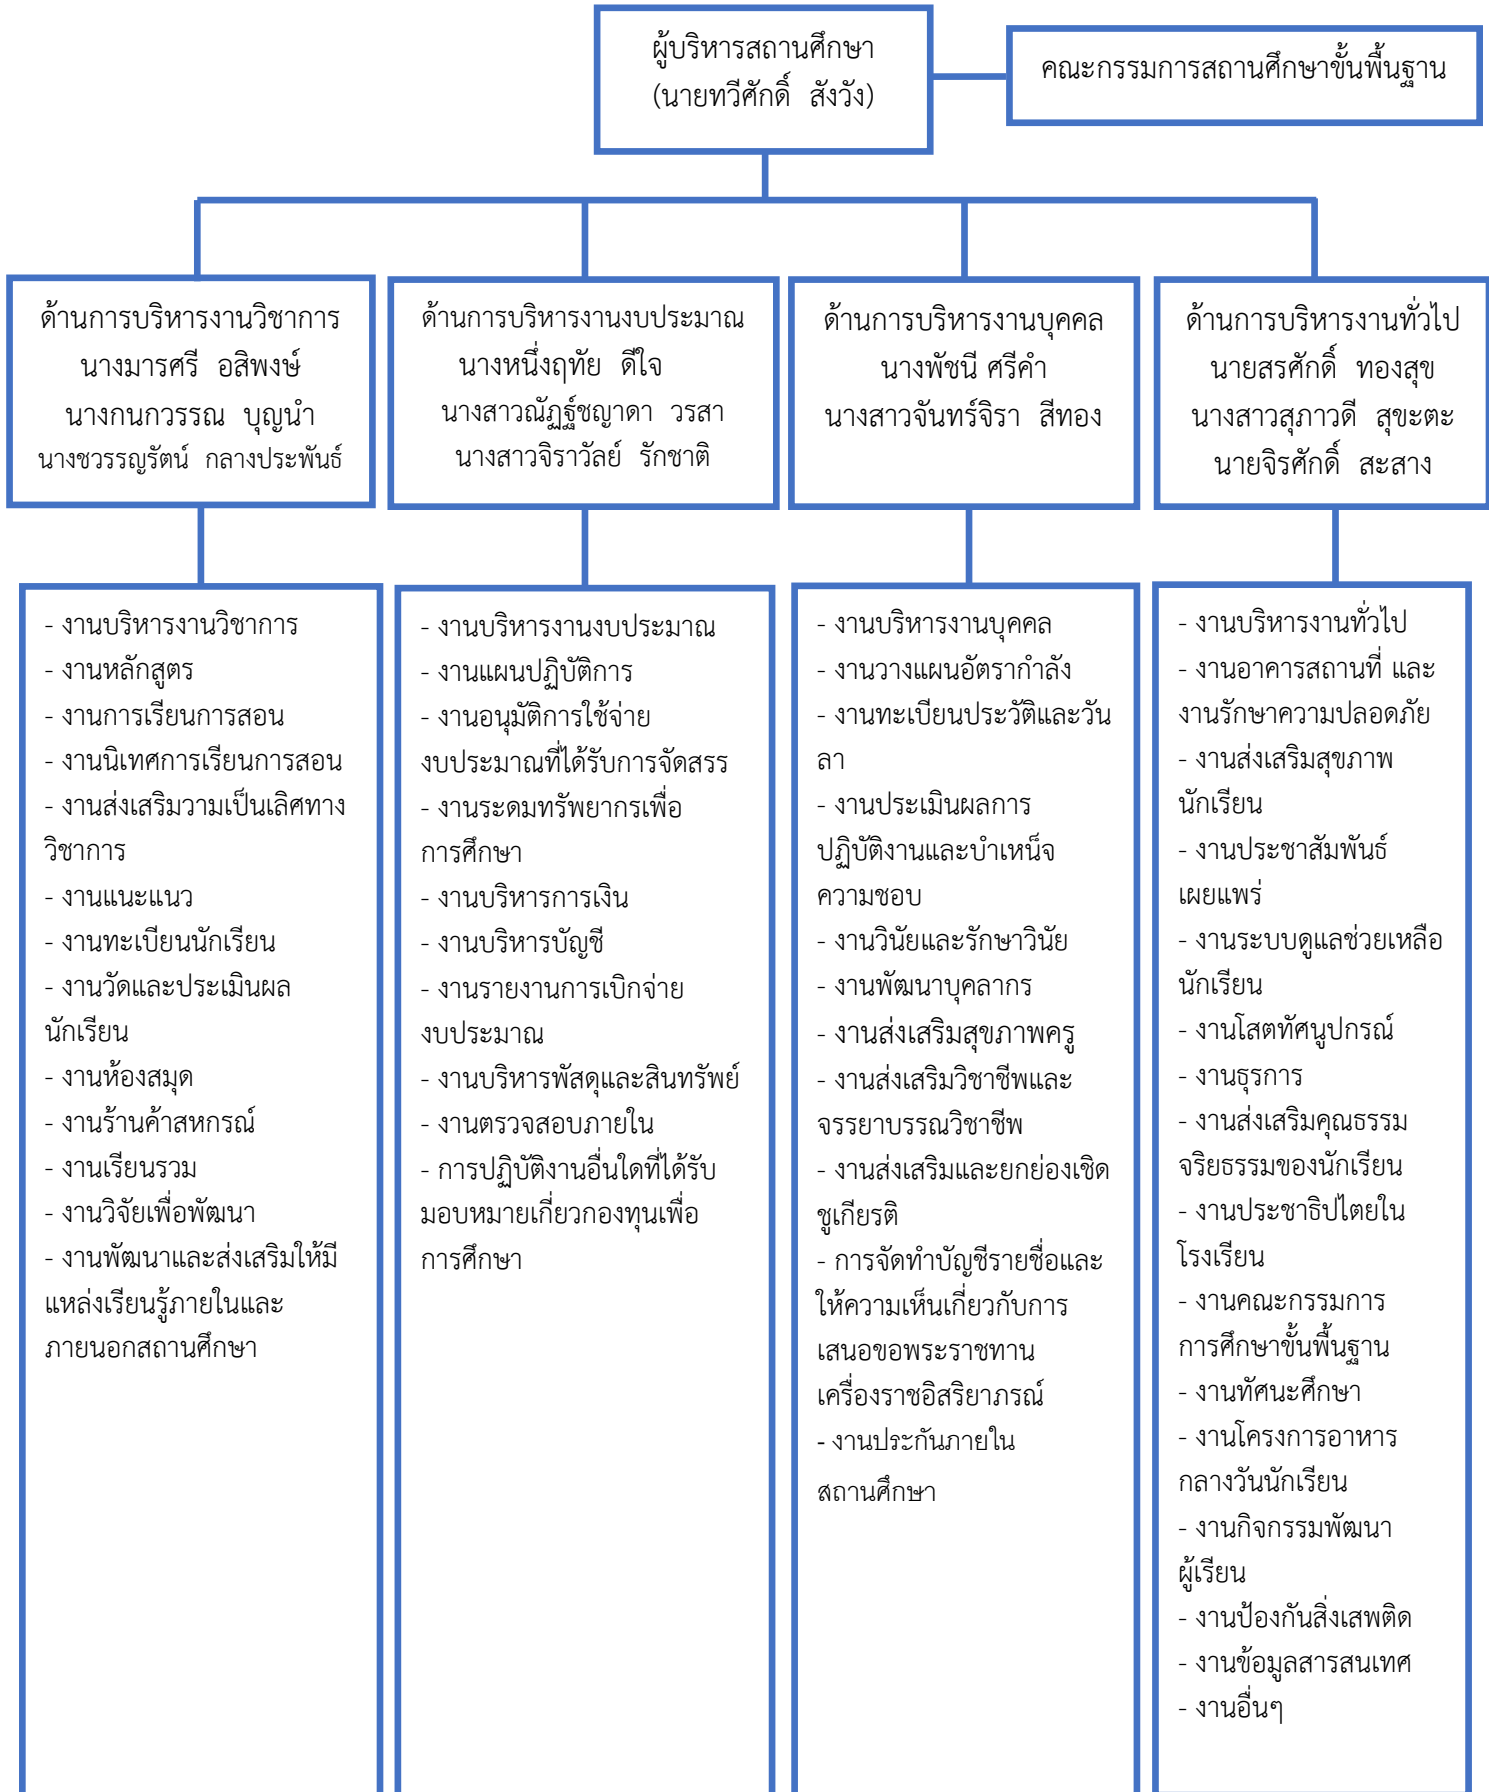 ผู้บริหารสถานศึกษา
(นายทวีศักดิ์ สังวัง)
คณะกรรมการสถานศึกษาขั้นพื้นฐาน
ด้านการบริหารงานวิชาการ
นางมารศรี อสิพงษ์
นางกนกวรรณ บุญนำ
นางชวรรญรัตน์ กลางประพันธ์
ด้านการบริหารงานงบประมาณ
นางหนึ่งฤทัย ดีใจ
นางสาวณัฏฐ์ชญาดา วรสา
นางสาวจิราวัลย์ รักชาติ
ด้านการบริหารงานบุคคล
นางพัชนี ศรีคำ
นางสาวจันทร์จิรา สีทอง
ด้านการบริหารงานทั่วไป
นายสรศักดิ์ ทองสุข
นางสาวสุภาวดี สุขะตะ
นายจิรศักดิ์ สะสาง
- งานบริหารงานวิชาการ
- งานหลักสูตร
- งานการเรียนการสอน
- งานนิเทศการเรียนการสอน
- งานส่งเสริมวามเป็นเลิศทาง
วิชาการ
- งานแนะแนว
- งานทะเบียนนักเรียน
- งานวัดและประเมินผล
นักเรียน
- งานห้องสมุด
- งานร้านค้าสหกรณ์
- งานเรียนรวม
- งานวิจัยเพื่อพัฒนา
- งานพัฒนาและส่งเสริมให้มี
แหล่งเรียนรู้ภายในและ
ภายนอกสถานศึกษา
- งานบริหารงานงบประมาณ
- งานแผนปฏิบัติการ
- งานอนุมัติการใช้จ่าย
งบประมาณที่ได้รับการจัดสรร
- งานระดมทรัพยากรเพื่อ
การศึกษา
- งานบริหารการเงิน
- งานบริหารบัญชี
- งานรายงานการเบิกจ่าย
งบประมาณ
- งานบริหารพัสดุและสินทรัพย์
- งานตรวจสอบภายใน
- การปฏิบัติงานอื่นใดที่ได้รับ
มอบหมายเกี่ยวกองทุนเพื่อ
การศึกษา
- งานบริหารงานบุคคล
- งานวางแผนอัตรากำลัง
- งานทะเบียนประวัติและวัน
ลา
- งานประเมินผลการ
ปฏิบัติงานและบำเหน็จ
ความชอบ
- งานวินัยและรักษาวินัย
- งานพัฒนาบุคลากร
- งานส่งเสริมสุขภาพครู
- งานส่งเสริมวิชาชีพและ
จรรยาบรรณวิชาชีพ
- งานส่งเสริมและยกย่องเชิด
ชูเกียรติ
- การจัดทำบัญชีรายชื่อและ
ให้ความเห็นเกี่ยวกับการ
เสนอขอพระราชทาน
เครื่องราชอิสริยาภรณ์
- งานประกันภายใน
สถานศึกษา
- งานบริหารงานทั่วไป
- งานอาคารสถานที่ และ
งานรักษาความปลอดภัย
- งานส่งเสริมสุขภาพ
นักเรียน
- งานประชาสัมพันธ์
เผยแพร่
- งานระบบดูแลช่วยเหลือ
นักเรียน
- งานโสตทัศนูปกรณ์
- งานธุรการ
- งานส่งเสริมคุณธรรม
จริยธรรมของนักเรียน
- งานประชาธิปไตยใน
โรงเรียน
- งานคณะกรรมการ
การศึกษาขั้นพื้นฐาน
- งานทัศนะศึกษา
- งานโครงการอาหาร
กลางวันนักเรียน
- งานกิจกรรมพัฒนา
ผู้เรียน
- งานป้องกันสิ่งเสพติด
- งานข้อมูลสารสนเทศ
- งานอื่นๆ